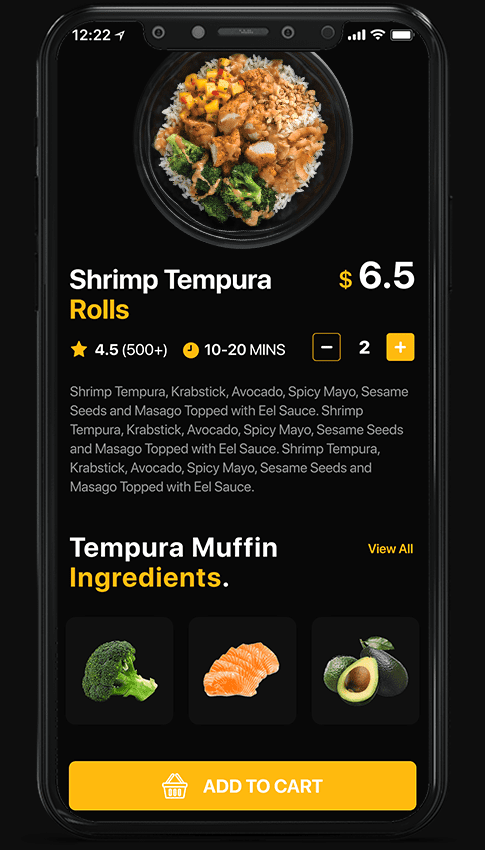 12:22
Shrimp Tempura
Rolls
$ 6.5
4.5 (500+)
10-20 MINS
2
Shrimp Tempura, Krabstick, Avocado, Spicy Mayo, Sesame
Seeds and Masago Topped with Eel Sauce. Shrimp
Tempura, Krabstick, Avocado, Spicy Mayo, Sesame Seeds
and Masago Topped with Eel Sauce. Shrimp Tempura,
Krabstick, Avocado, Spicy Mayo, Sesame Seeds and
Masago Topped with Eel Sauce.
Tempura Muffin
Ingredients.
View All
ADD TO CART